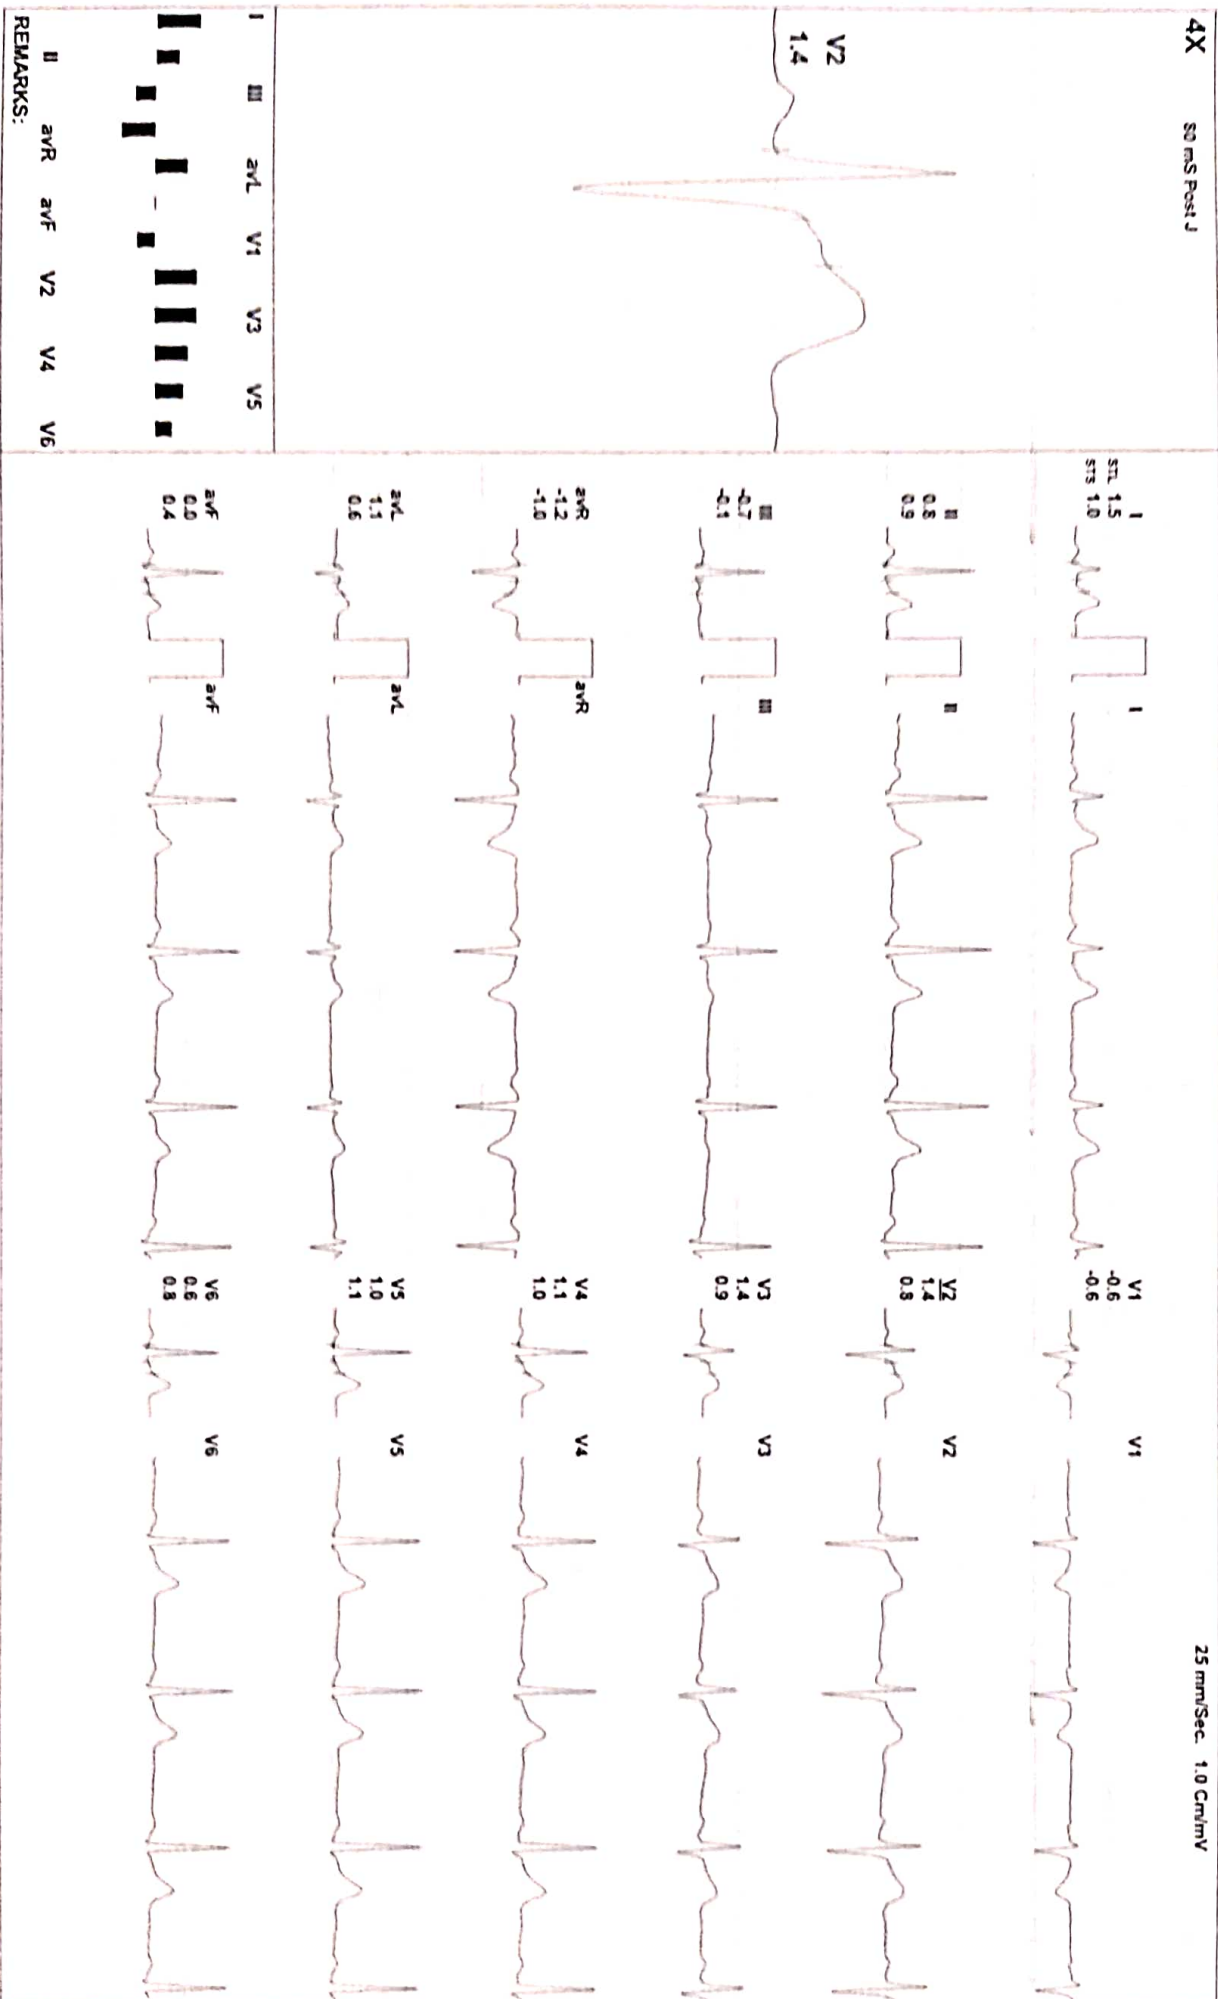 4X
80 mS Post J
25 mm/Sec. 1.0 Cm/mV
V2
1.4
I
STL 1.5
STS 1.0
I
V1
-0.6
-0.6
V1
II
0.8
0.9
II
V2
1.4
0.8
V2
III
-0.7
-0.1
III
V3
1.4
0.9
V3
avR
-1.2
-1.0
avR
V4
1.1
1.0
V4
avL
1.1
0.6
avL
V5
1.0
1.1
V5
avF
0.0
0.4
avF
V6
0.6
0.8
V6
I III avL V1 V3 V5
II avR avF V2 V4 V6
REMARKS: